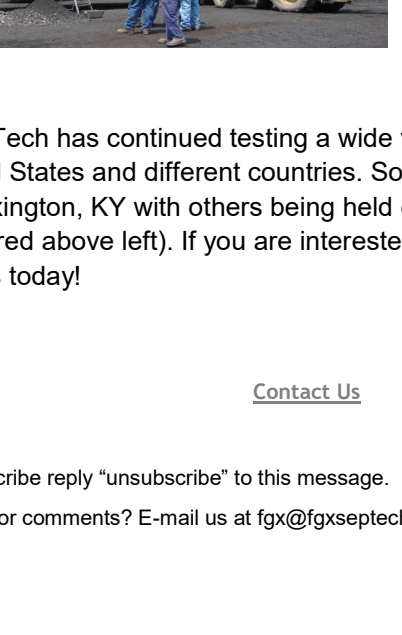 Tech has continued testing a wide
States and different countries. So
xington, KY with others being held
red above left). If you are intereste
today!
Contact Us
cribe reply “unsubscribe” to this message.
or comments? E-mail us at fgx@fgxseptech